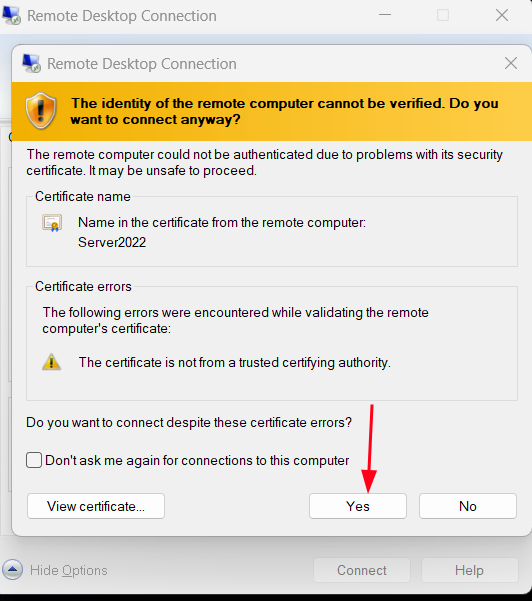 Remote Desktop Connection
Remote Desktop Connection
The identity of the remote computer cannot be verified. Do you
want to connect anyway?
The remote computer could not be authenticated due to problems with its security
certificate. It may be unsafe to proceed.
Certificate name
Name in the certificate from the remote computer:
Server2022
Certificate errors
The following errors were encountered while validating the remote
computer's certificate:
The certificate is not from a trusted certifying authority.
Do you want to connect despite these certificate errors?
Don't ask me again for connections to this computer
View certificate...
Yes
No
Hide Options
Connect
Help